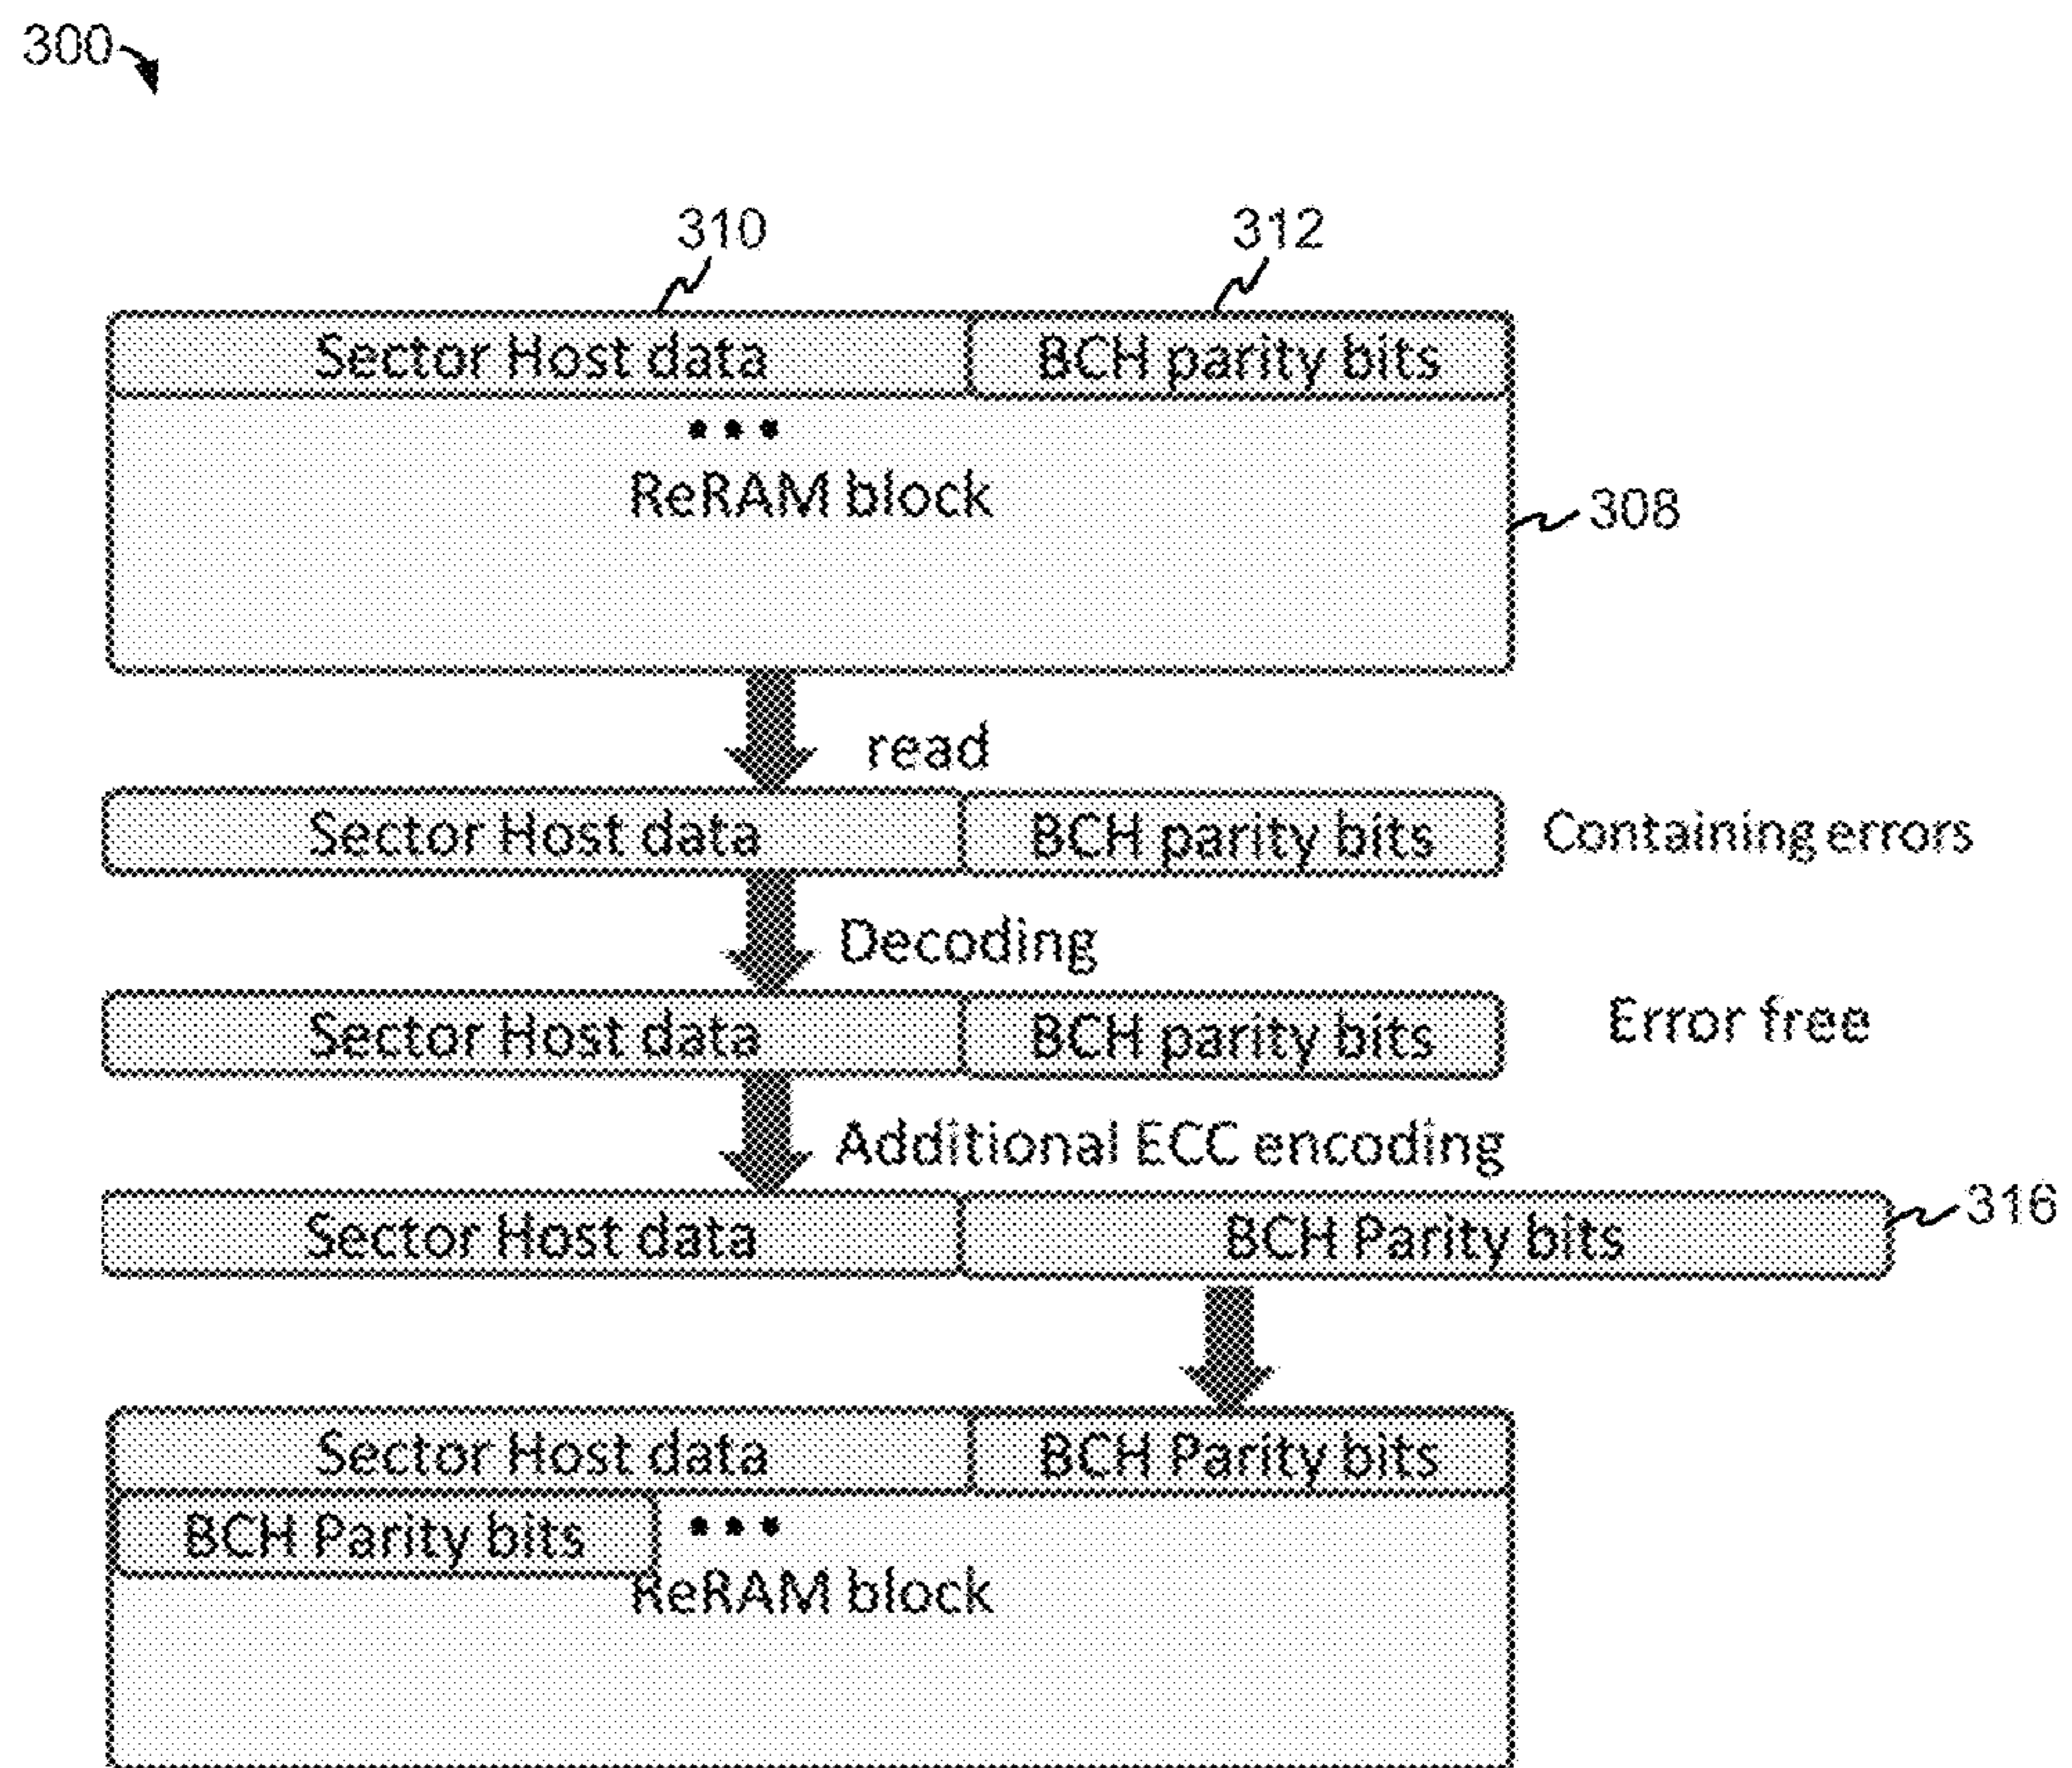 300
310 312
Sector Host data BCH parity bits
•••
ReRAM block
308
read
Sector Host data BCH parity bits Containing errors
Decoding
Sector Host data BCH parity bits Error free
Additional ECC encoding
316
Sector Host data BCH Parity bits
Sector Host data BCH Parity bits
BCH Parity bits •••
ReRAM block